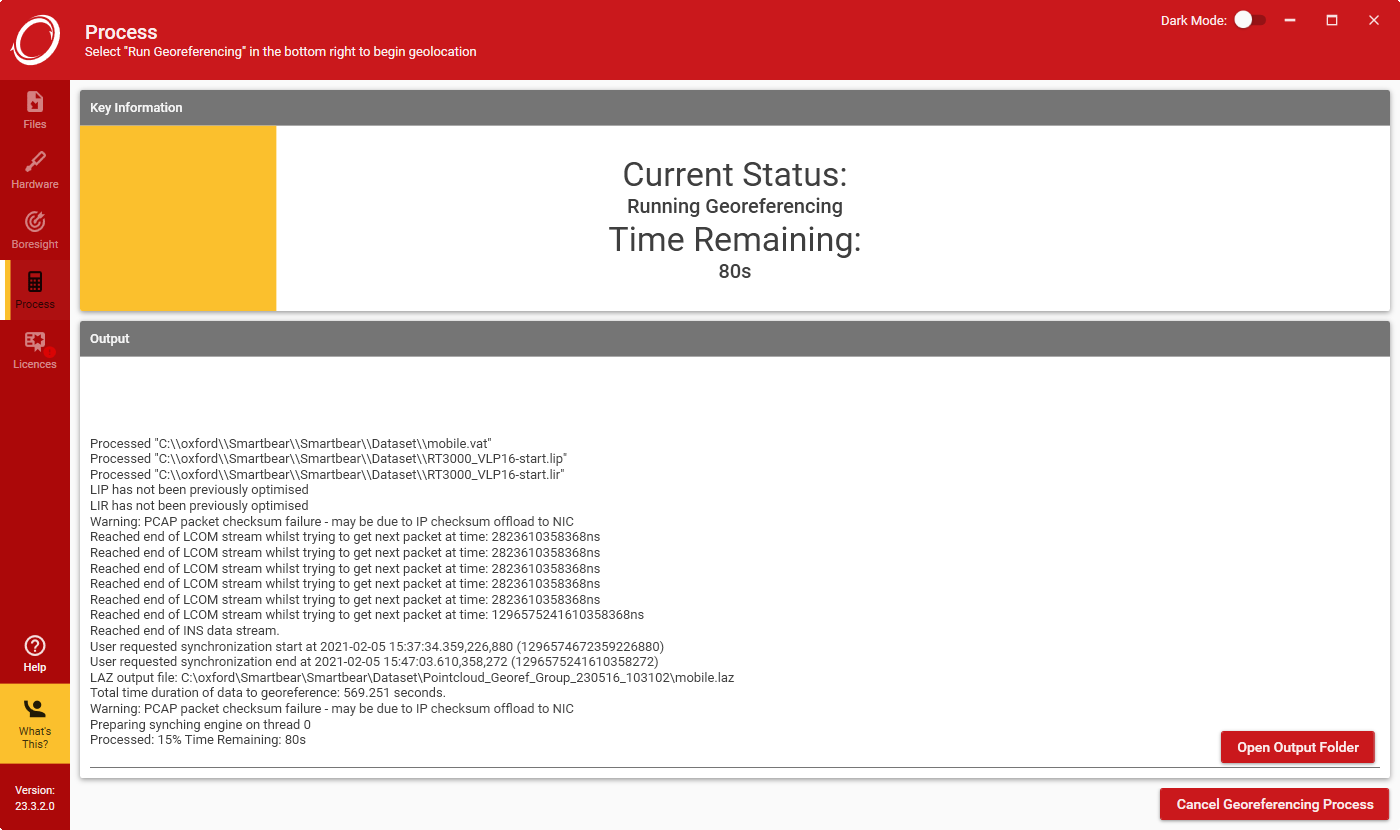 Process
Select "Run Georeferencing" in the bottom right to begin geolocation
Dark Mode:
Files
Hardware
Boresight
Process
Licences
Help
What's
This?
Version:
23.3.2.0
Key Information
Current Status:
Running Georeferencing
Time Remaining:
80s
Output
Processed "C:\\oxford\\Smartbear\\Smartbear\\Dataset\\mobile.vat"
Processed "C:\\oxford\\Smartbear\\Smartbear\\Dataset\\RT3000_VLP16-start.lip"
Processed "C:\\oxford\\Smartbear\\Smartbear\\Dataset\\RT3000_VLP16-start.lir"
LIP has not been previously optimised
LIR has not been previously optimised
Warning: PCAP packet checksum failure - may be due to IP checksum offload to NIC
Reached end of LCOM stream whilst trying to get next packet at time: 2823610358368ns
Reached end of LCOM stream whilst trying to get next packet at time: 2823610358368ns
Reached end of LCOM stream whilst trying to get next packet at time: 2823610358368ns
Reached end of LCOM stream whilst trying to get next packet at time: 2823610358368ns
Reached end of LCOM stream whilst trying to get next packet at time: 2823610358368ns
Reached end of LCOM stream whilst trying to get next packet at time: 1296575241610358368ns
Reached end of INS data stream.
User requested synchronization start at 2021-02-05 15:37:34.359,226,880 (1296574672359226880)
User requested synchronization end at 2021-02-05 15:47:03.610,358,272 (1296575241610358272)
LAZ output file: C:\oxford\Smartbear\Smartbear\Dataset\Pointcloud_Georef_Group_230516_103102\mobile.laz
Total time duration of data to georeference: 569.251 seconds.
Warning: PCAP packet checksum failure - may be due to IP checksum offload to NIC
Preparing synching engine on thread 0
Processed: 15% Time Remaining: 80s
Open Output Folder
Cancel Georeferencing Process